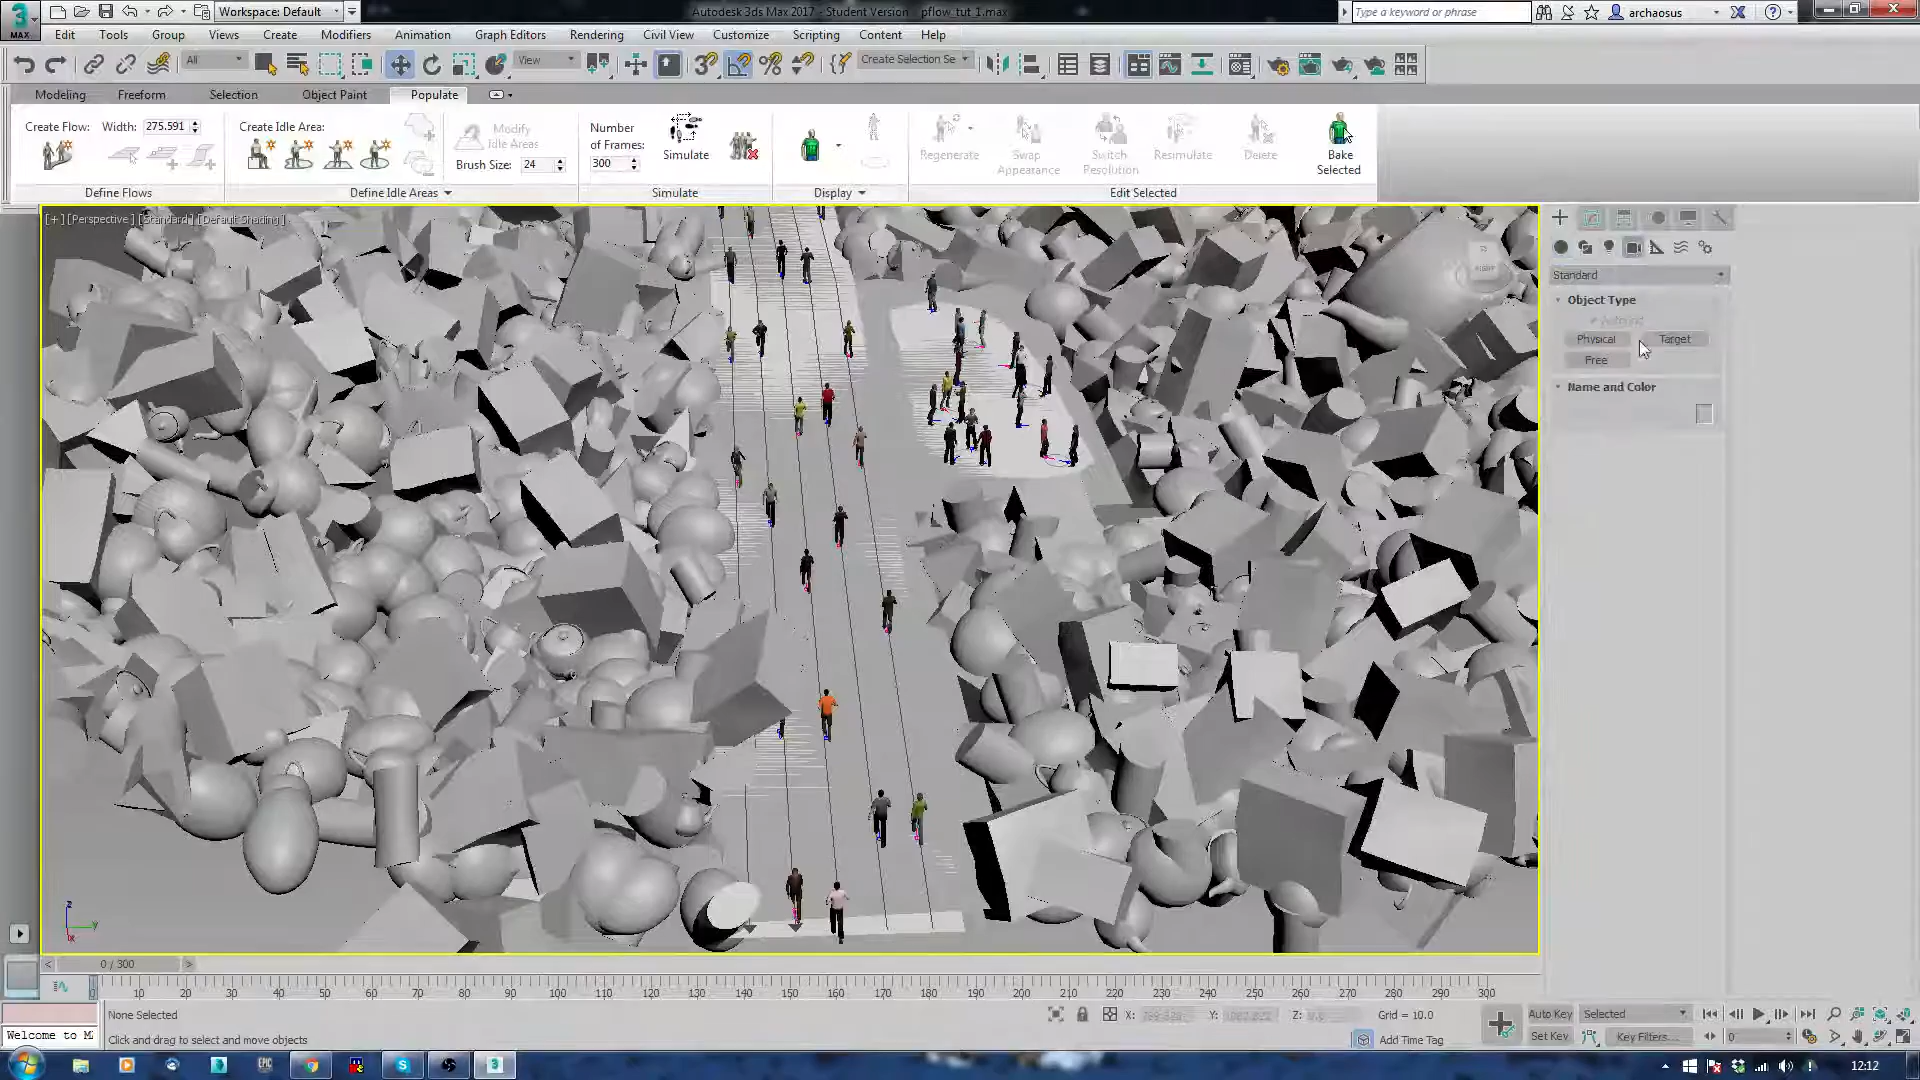 MAX
Workspace: Default
Autodesk 3ds Max 2017 - Student Version    pflow_tut 1.max
Type a keyword or phrase
archaosus
Edit Tools Group Views Create Modifiers Animation Graph Editors Rendering Civil View Customize Scripting Content Help
All
View
Create Selection Se
Modeling Freeform Selection Object Paint Populate
Create Flow: Width: 275.591
Create Idle Area:
Modify
Idle Areas
Brush Size: 24
Number
of Frames:
300
Simulate
Regenerate
Swap
Appearance
Switch
Resolution
Resimulate
Delete
Bake
Selected
Define Flows
Define Idle Areas
Simulate
Display
Edit Selected
[+] [Perspective ] [Standard ] [Default Shading ]
Standard
Object Type
Physical Target
Free
Name and Color
0 / 300
10 20 30 40 50 60 70 80 90 100 110 120 130 140 150 160 170 180 190 200 210 220 230 240 250 260 270 280 290 300
None Selected
X: Y: Z: Grid = 10.0
Auto Key Selected
Welcome to M
Click and drag to select and move objects
Add Time Tag
Set Key Key Filters...
0
EPIC
12:12